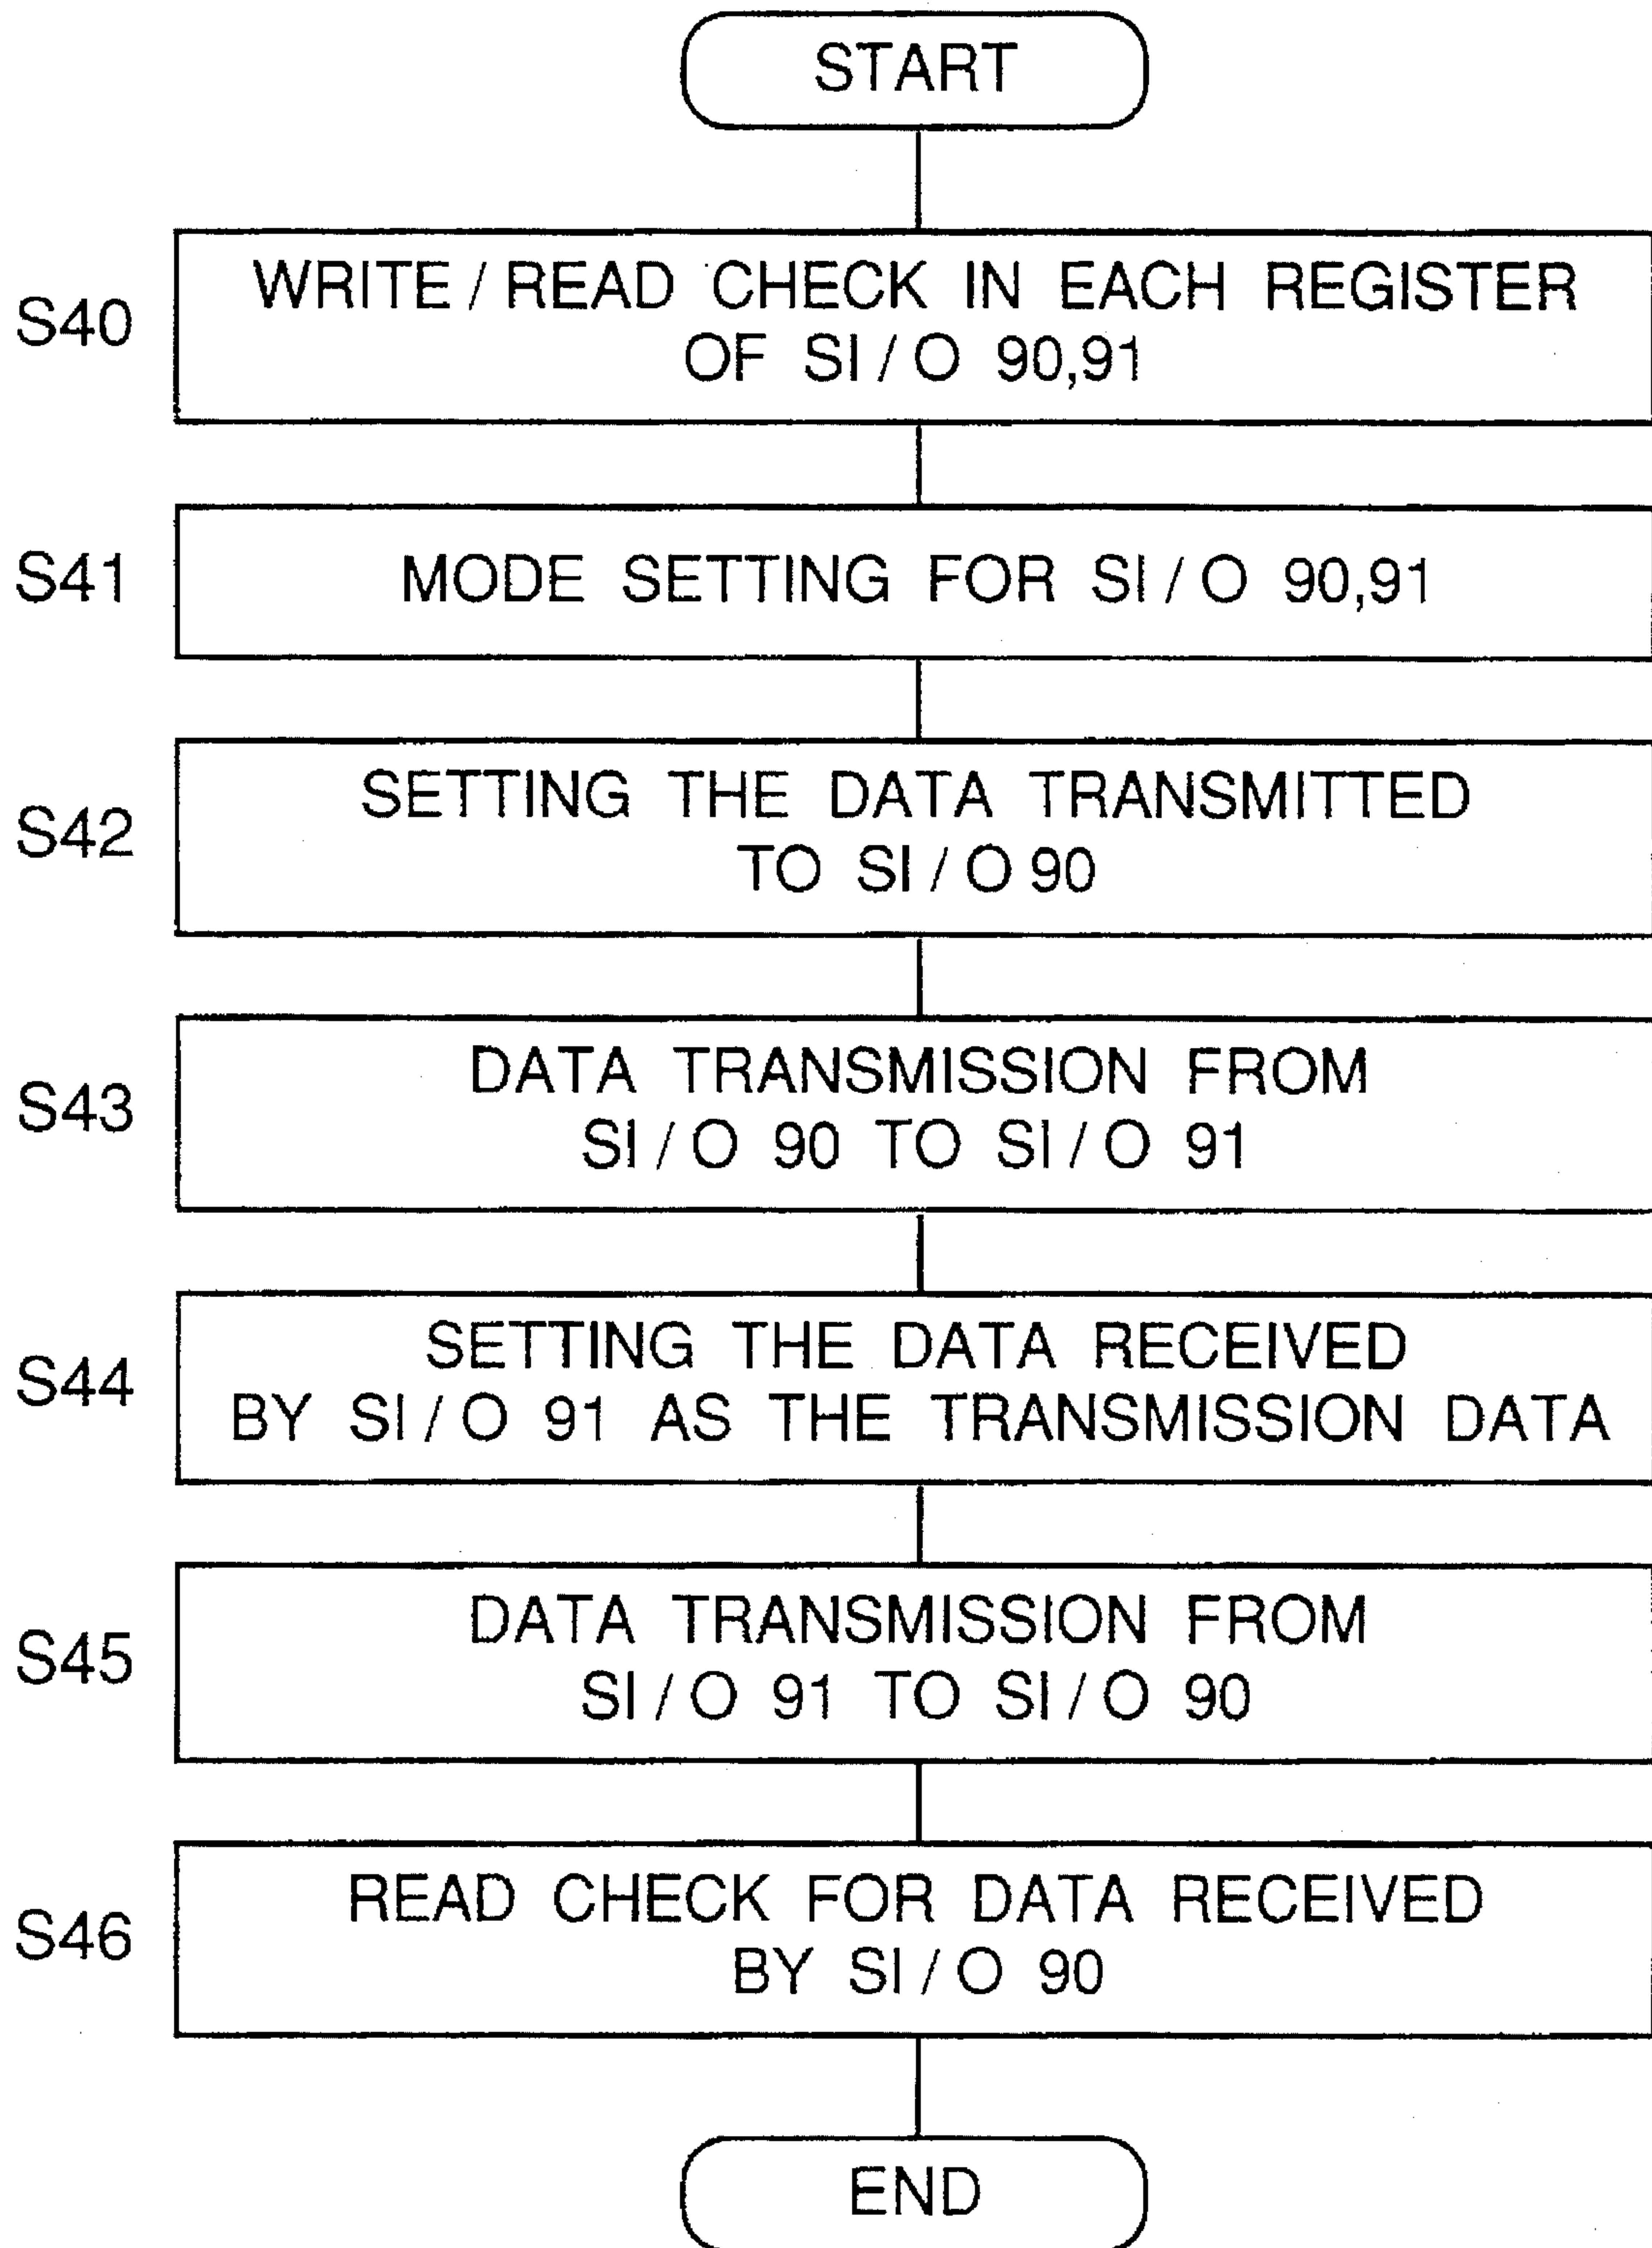 START
S40
WRITE / READ CHECK IN EACH REGISTER
OF SI / O 90,91
S41
MODE SETTING FOR SI / O 90,91
S42
SETTING THE DATA TRANSMITTED
TO SI / O 90
S43
DATA TRANSMISSION FROM
SI / O 90 TO SI / O 91
S44
SETTING THE DATA RECEIVED
BY SI / O 91 AS THE TRANSMISSION DATA
S45
DATA TRANSMISSION FROM
SI / O 91 TO SI / O 90
S46
READ CHECK FOR DATA RECEIVED
BY SI / O 90
END